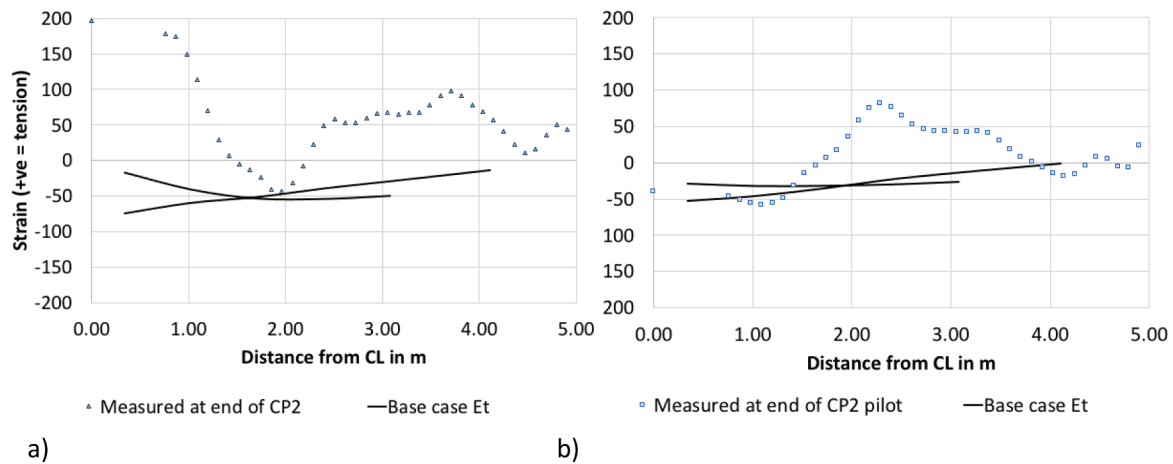 200
150
100
50
0
-50
-100
-150
-200
Strain (+ve = tension)
0.00 1.00 2.00 3.00 4.00 5.00
Distance from CL in m
Measured at end of CP2 Base case Et
a)
200
150
100
50
0
-50
100
150
200
0.00 1.00 2.00 3.00 4.00 5.00
Distance from CL in m
Measured at end of CP2 pilot Base case Et
b)